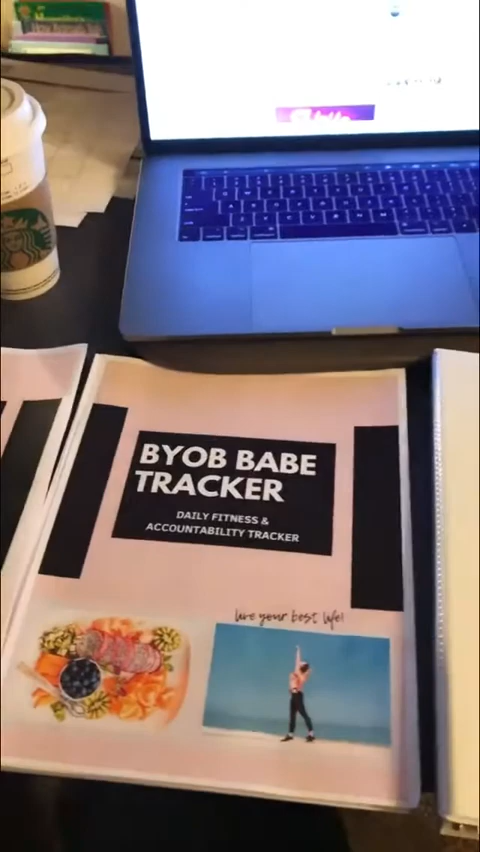 BYOB BABE
TRACKER
DAILY FITNESS &
ACCOUNTABILITY TRACKER
live your best life!